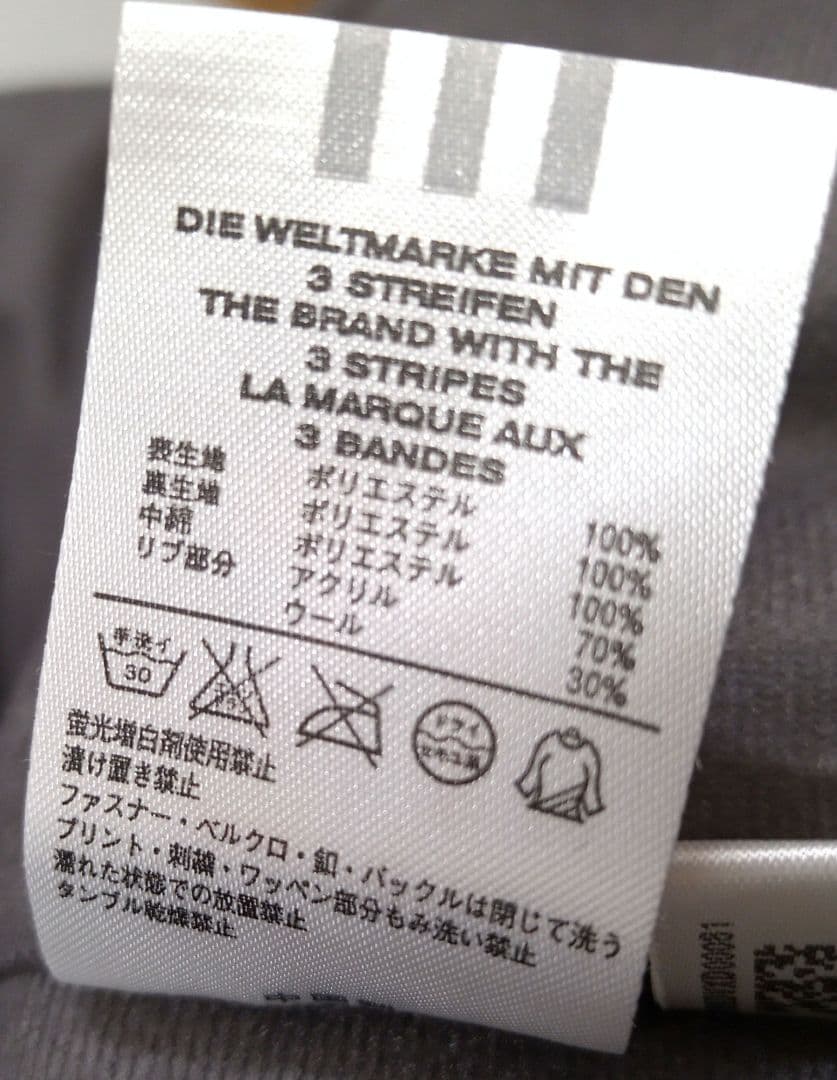 DIE WELTMARKE MIT DEN
3 STREIFEN
THE BRAND WITH THE
3 STRIPES
LA MARQUE AUX
3 BANDES
表生地 ポリエステル 100%
裏生地 ポリエステル 100%
中綿 ポリエステル 100%
リブ部分 アクリル 70%
ウール 30%
手洗イ
30
ドライ
セキユ系
蛍光増白剤使用禁止
漬け置き禁止
ファスナー・ベルクロ・釦・バックルは閉じて洗う
プリント・刺繍・ワッペン部分もみ洗い禁止
濡れた状態での放置禁止
タンブル乾燥禁止